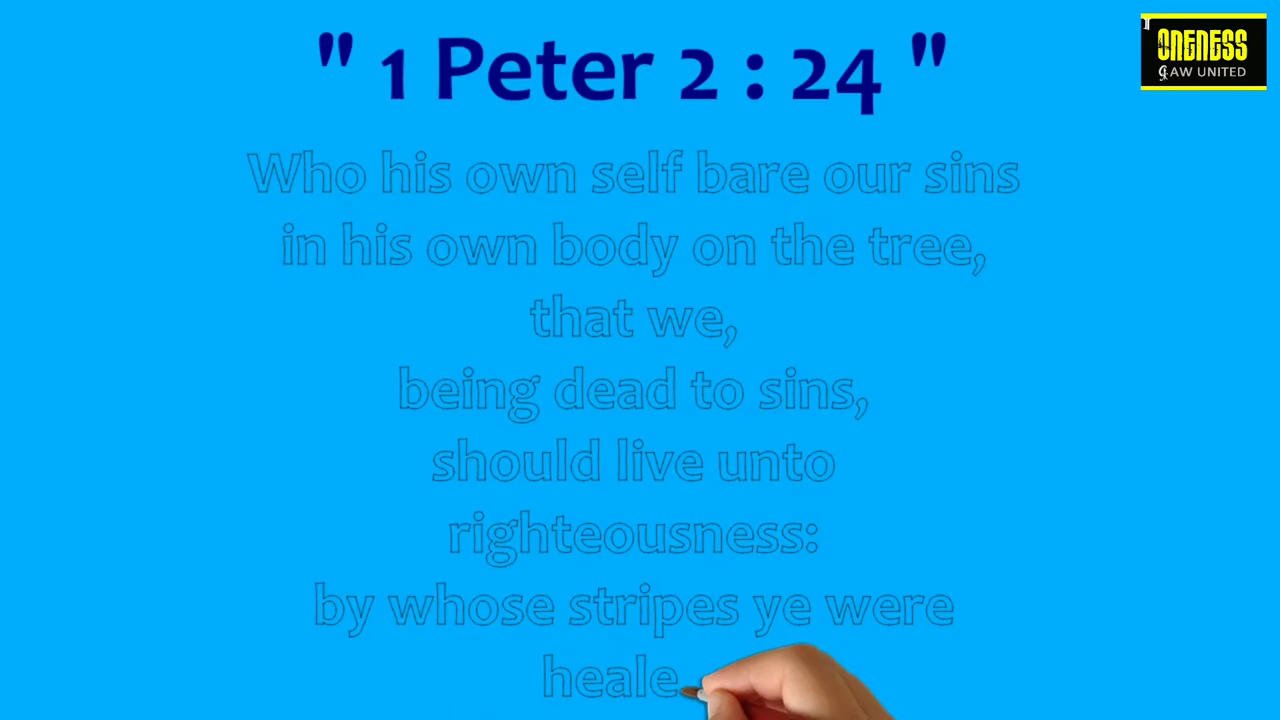 " 1 Peter 2 : 24 "
ONENESS
GAW UNITED
Who his own self bare our sins
in his own body on the tree,
that we,
being dead to sins,
should live unto
righteousness:
by whose stripes ye were
heale